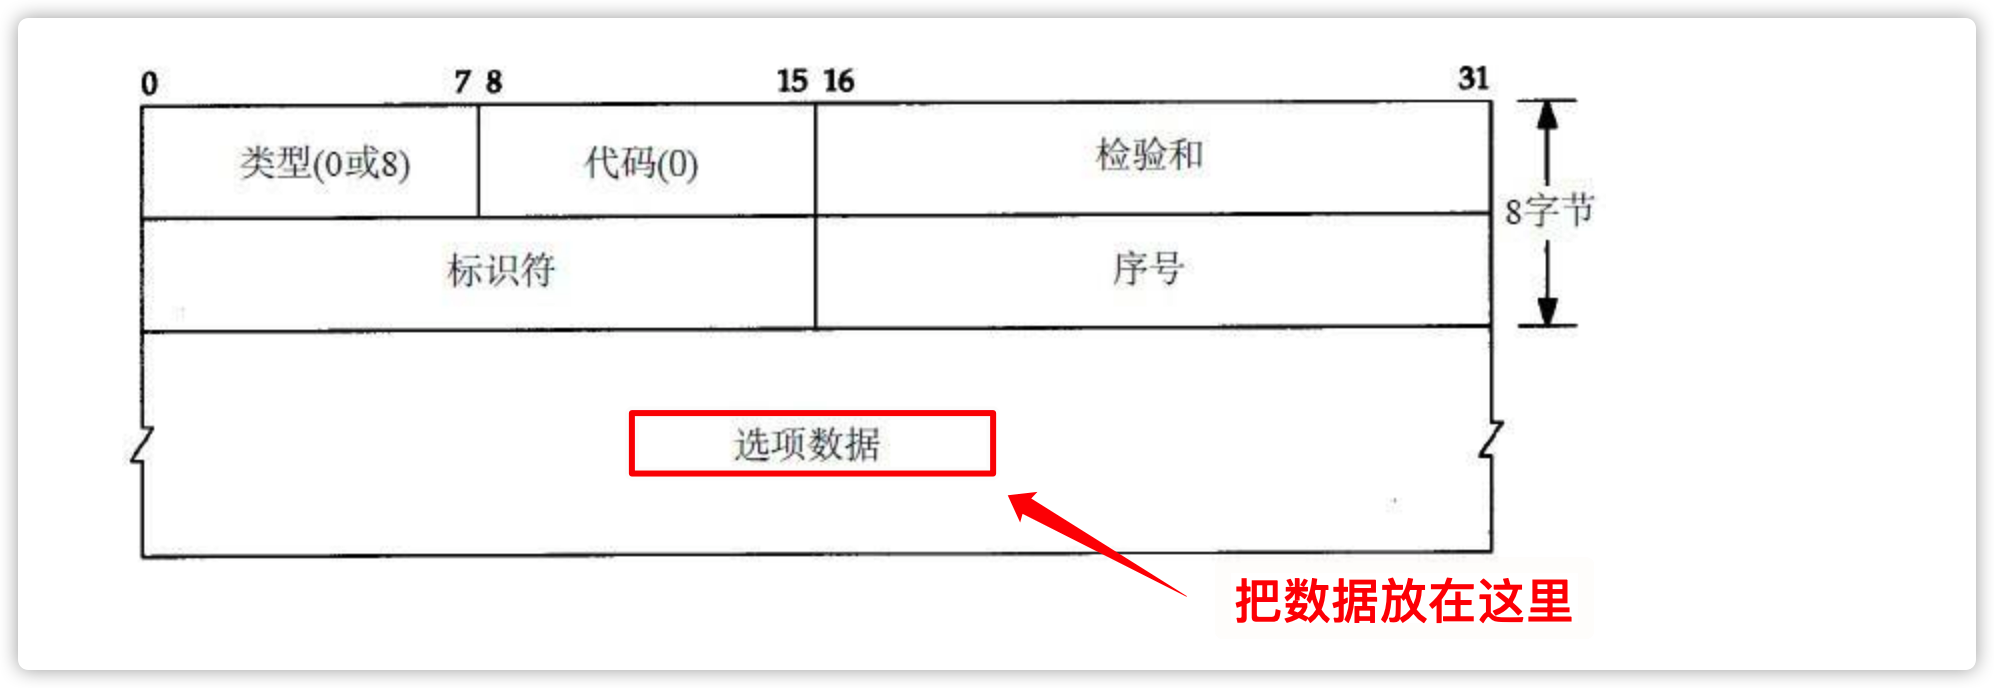 0 7 8 15 16 31
类型(0或8) 代码(0) 检验和
8字节
标识符 序号
选项数据
把数据放在这里